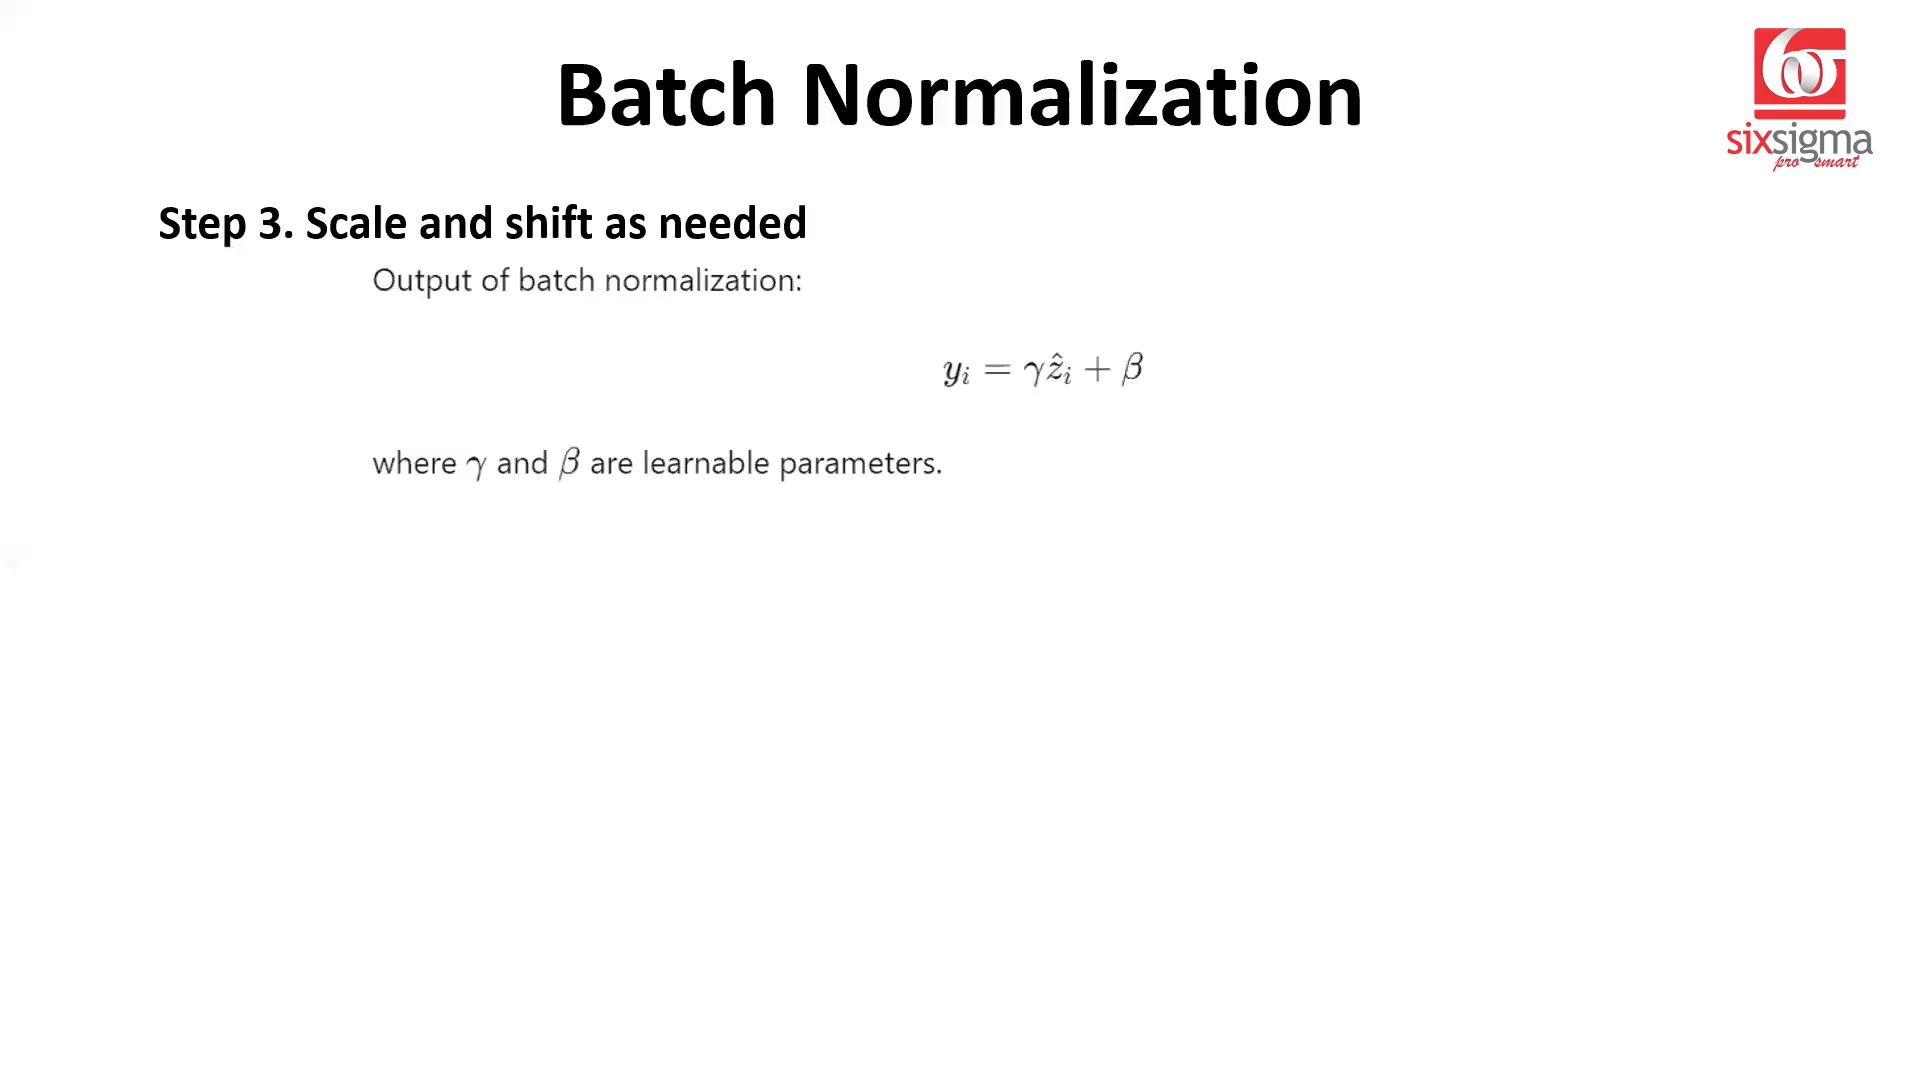 Batch Normalization
sixsigma
pro smart
Step 3. Scale and shift as needed
Output of batch normalization:
yᵢ = γẑᵢ + β
where γ and β are learnable parameters.